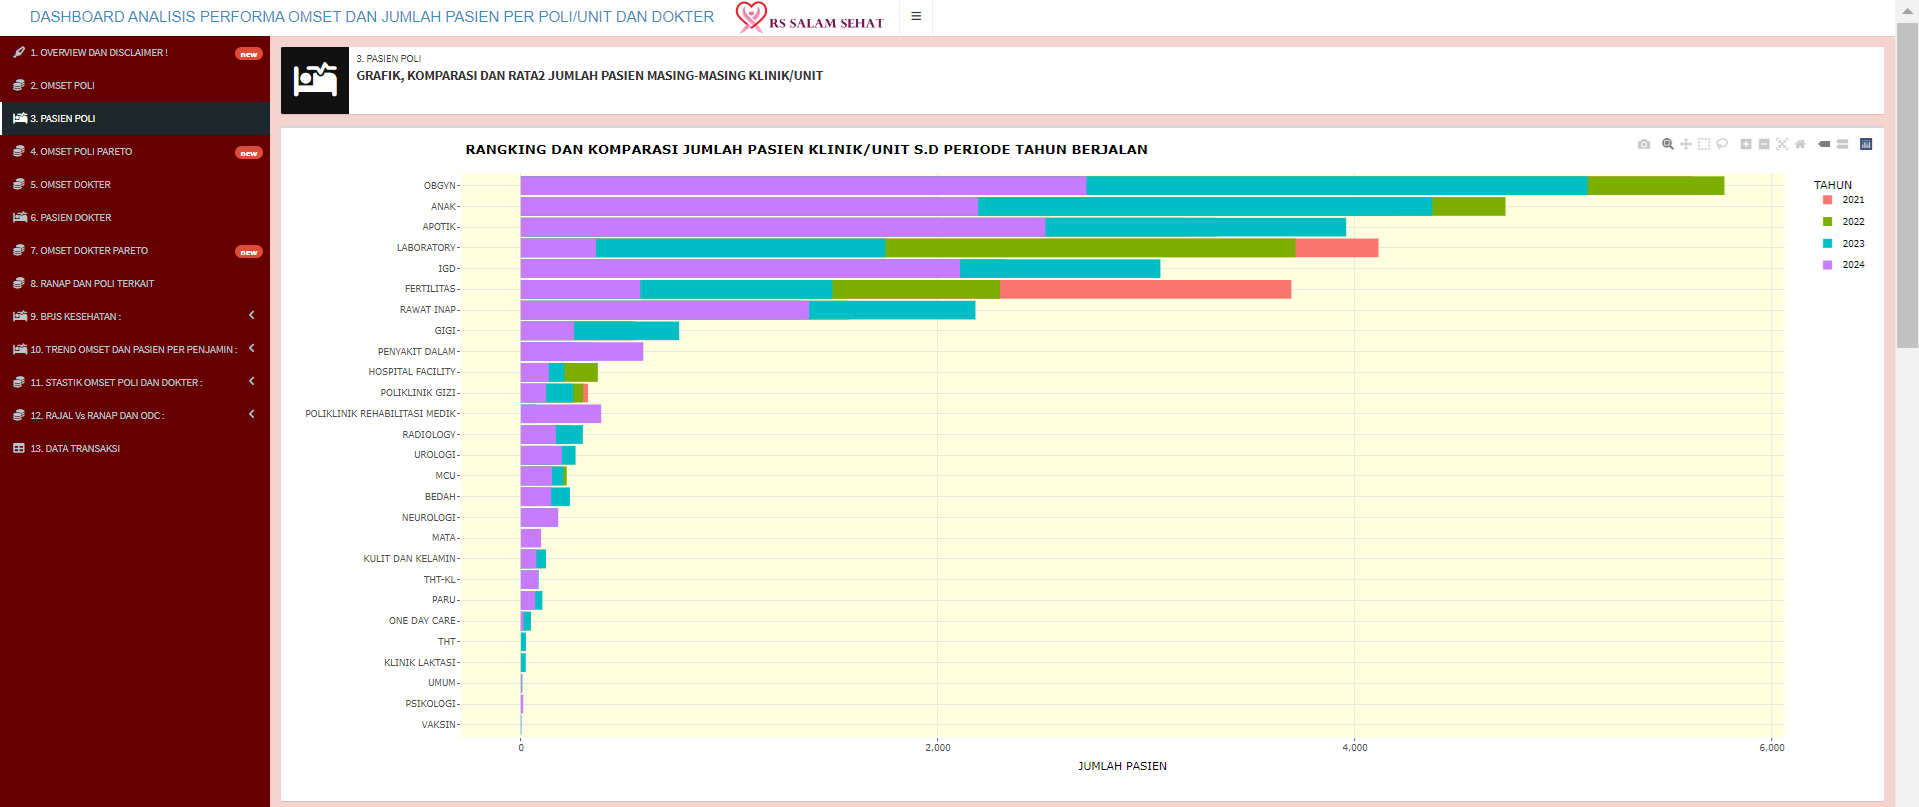 DASHBOARD ANALISIS PERFORMA OMSET DAN JUMLAH PASIEN PER POLI/UNIT DAN DOKTER
RS SALAM SEHAT
1. OVERVIEW DAN DISCLAIMER !
new
2. OMSET POLI
3. PASIEN POLI
4. OMSET POLI PARETO
new
5. OMSET DOKTER
6. PASIEN DOKTER
7. OMSET DOKTER PARETO
new
8. RANAP DAN POLI TERKAIT
9. BPJS KESEHATAN :
10. TREND OMSET DAN PASIEN PER PENJAMIN :
11. STASTIK OMSET POLI DAN DOKTER :
12. RAJAL Vs RANAP DAN ODC :
13. DATA TRANSAKSI
3. PASIEN POLI
GRAFIK, KOMPARASI DAN RATA2 JUMLAH PASIEN MASING-MASING KLINIK/UNIT
RANGKING DAN KOMPARASI JUMLAH PASIEN KLINIK/UNIT S.D PERIODE TAHUN BERJALAN
OBGYN
ANAK
APOTIK
LABORATORY
IGD
FERTILITAS
RAWAT INAP
GIGI
PENYAKIT DALAM
HOSPITAL FACILITY
POLIKLINIK GIZI
POLIKLINIK REHABILITASI MEDIK
RADIOLOGY
UROLOGI
MCU
BEDAH
NEUROLOGI
MATA
KULIT DAN KELAMIN
THT-KL
PARU
ONE DAY CARE
THT
KLINIK LAKTASI
UMUM
PSIKOLOGI
VAKSIN
0
2,000
4,000
6,000
JUMLAH PASIEN
TAHUN
2021
2022
2023
2024